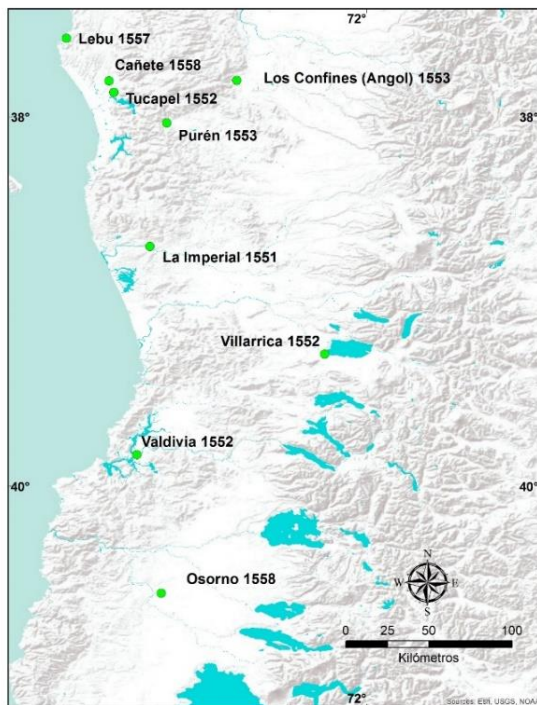 72°
Lebu 1557
Cañete 1558
Los Confines (Angol) 1553
Tucapel 1552
38°
38°
Purén 1553
La Imperial 1551
Villarrica 1552
Valdivia 1552
40°
40°
N
W
E
S
Osorno 1558
0 25 50 100
Kilómetros
72°
Sources: Esri, USGS, NOAA